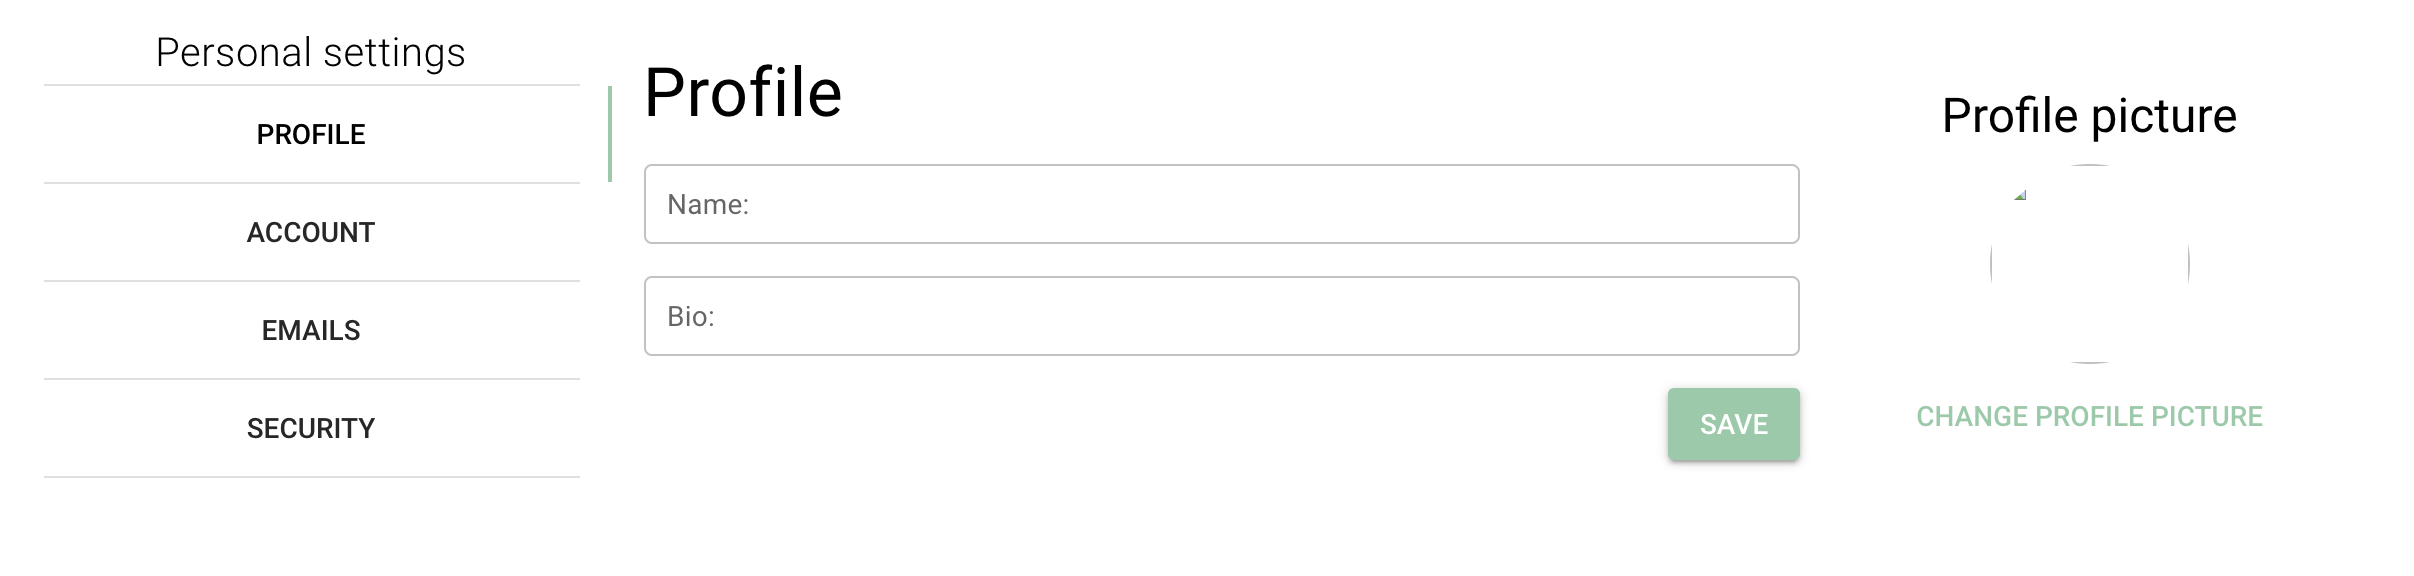 Personal settings
PROFILE
ACCOUNT
EMAILS
SECURITY
Profile
Name:
Bio:
SAVE
Profile picture
CHANGE PROFILE PICTURE